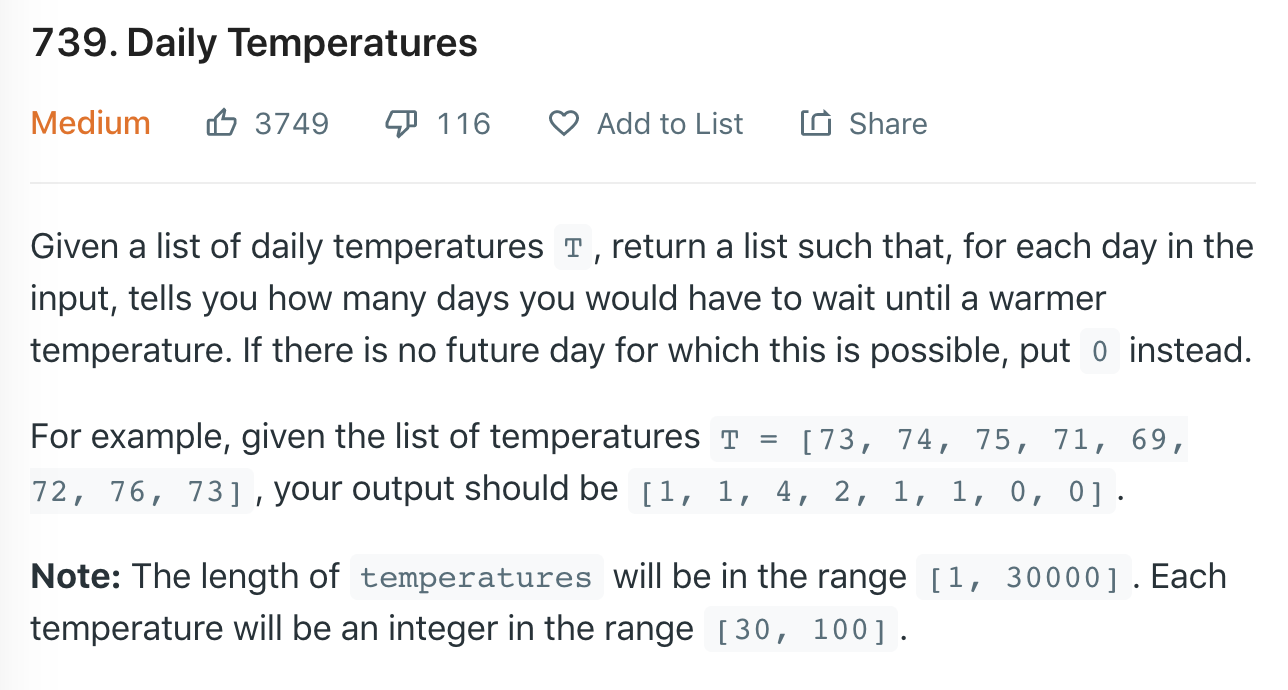 739. Daily Temperatures
Medium 3749 116 Add to List Share
Given a list of daily temperatures T, return a list such that, for each day in the
input, tells you how many days you would have to wait until a warmer
temperature. If there is no future day for which this is possible, put 0 instead.
For example, given the list of temperatures T = [73, 74, 75, 71, 69,
72, 76, 73], your output should be [1, 1, 4, 2, 1, 1, 0, 0].
Note: The length of temperatures will be in the range [1, 30000]. Each
temperature will be an integer in the range [30, 100].